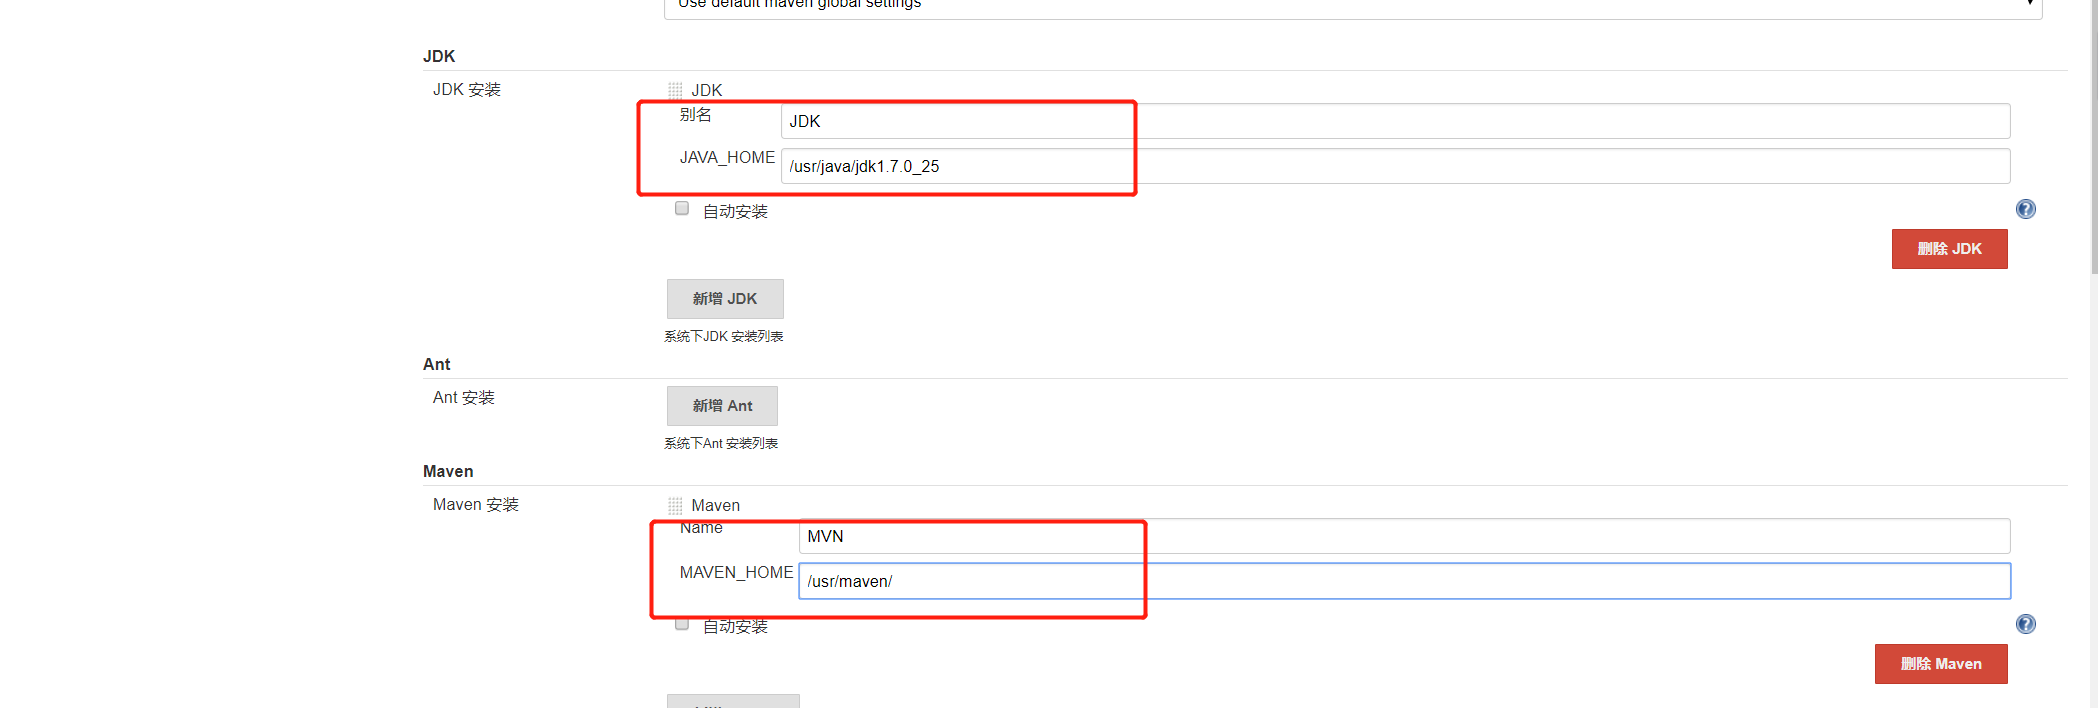 Use default maven global settings
JDK
JDK 安装
JDK
别名
JDK
JAVA_HOME
/usr/java/jdk1.7.0_25
自动安装
删除 JDK
新增 JDK
系统下JDK 安装列表
Ant
Ant 安装
新增 Ant
系统下Ant 安装列表
Maven
Maven 安装
Maven
Name
MVN
MAVEN_HOME
/usr/maven/
自动安装
删除 Maven